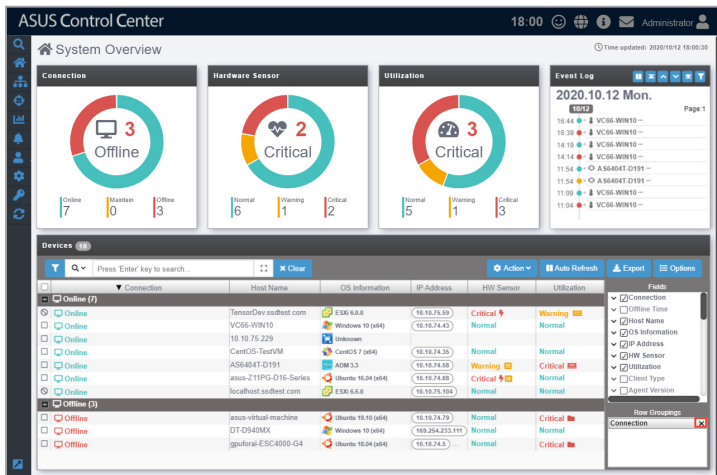 ASUS Control Center
18:00
Administrator
System Overview
Time updated: 2020/10/12 18:00:30
Connection
3
Offline
Online
7
Maintain
0
Offline
3
Hardware Sensor
2
Critical
Normal
6
Warning
1
Critical
2
Utilization
3
Critical
Normal
5
Warning
1
Critical
3
Event Log
2020.10.12 Mon.
10/12
Page:1
16:44 VC66-WIN10 --
16:39 VC66-WIN10 --
14:19 VC66-WIN10 --
14:14 VC66-WIN10 --
11:54 AS6404T-D191 --
11:54 AS6404T-D191 --
11:09 VC66-WIN10 --
11:04 VC66-WIN10 --
Devices 10
Press 'Enter' key to search...
Clear
Action
Auto Refresh
Export
Options
Connection Host Name OS Information IP Address HW Sensor Utilization
Online (7)
Online TensorDev.ssdtest.com ESXi 6.0.0 10.10.75.59 Critical Warning
Online VC66-WIN10 Windows 10 (x64) 10.10.74.43 Normal Normal
Online 10.10.75.229 Unknown
Online CentOS-TestVM CentOS 7 (x64) 10.10.74.35 Normal Normal
Online AS6404T-D191 ADM 3.3 10.10.74.58 Warning Critical
Online asus-Z11PG-D16-Series Ubuntu 16.04 (x64) 10.10.74.68 Critical Normal
Online localhost.ssdtest.com ESXi 6.5.0 10.10.75.104 Normal Normal
Offline (3)
Offline asus-virtual-machine Ubuntu 19.10 (x64) 10.10.74.79 Normal Critical
Offline DT-D940MX Windows 10 (x64) 169.254.233.111 Normal Normal
Offline gpuforai-ESC4000-G4 Ubuntu 18.04 (x64) 10.10.74.5 ... Normal Critical
Fields
Connection
Offline Time
Host Name
OS Information
IP Address
HW Sensor
Utilization
Client Type
Agent Version
Row Groupings
Connection X